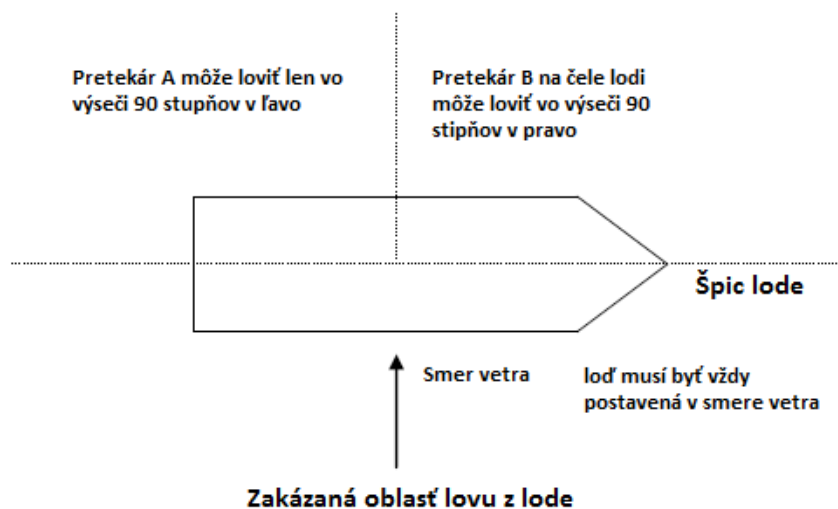 Pretekár A môže loviť len vo
výseči 90 stupňov v ľavo
Pretekár B na čele lodi
môže loviť vo výseči 90
stipňov v pravo
Špic lode
Smer vetra
loď musí byť vždy
postavená v smere vetra
Zakázaná oblasť lovu z lode